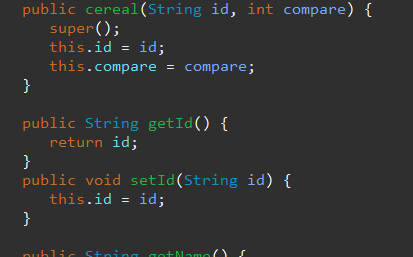 public cereal(String id, int compare) {
super();
this.id = id;
this.compare = compare;
}
public String getId() {
return id;
}
public void setId(String id) {
this.id = id;
}
public String getName() {